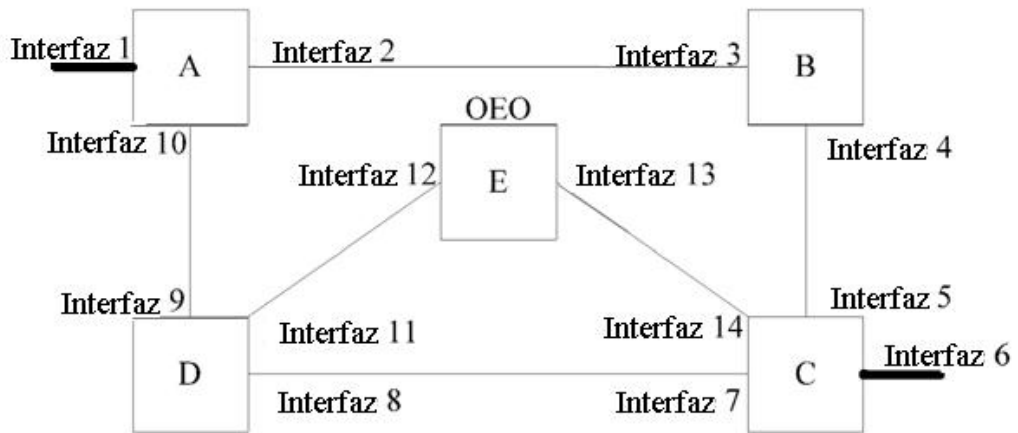 Interfaz 1
A
Interfaz 2
Interfaz 3
B
OEO
Interfaz 10
Interfaz 4
Interfaz 12
E
Interfaz 13
Interfaz 9
Interfaz 5
Interfaz 11
Interfaz 14
Interfaz 6
D
C
Interfaz 8
Interfaz 7